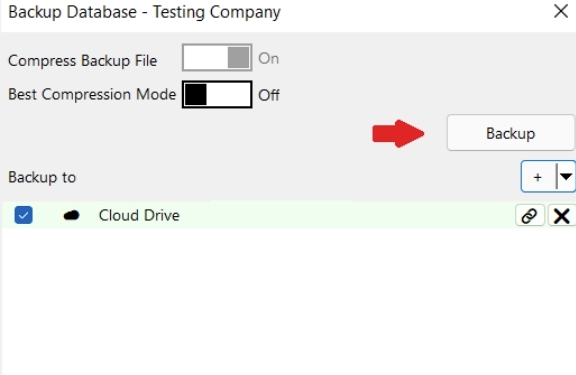 Backup Database - Testing Company
Compress Backup File On
Best Compression Mode Off
Backup
Backup to +
Cloud Drive